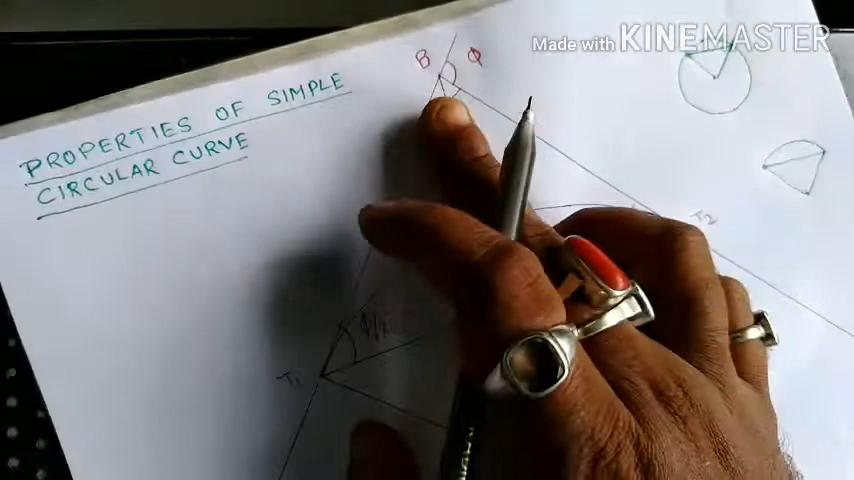 Made with KINEMASTER
PROPERTIES OF SIMPLE
CIRCULAR CURVE
B Φ
T2
T1